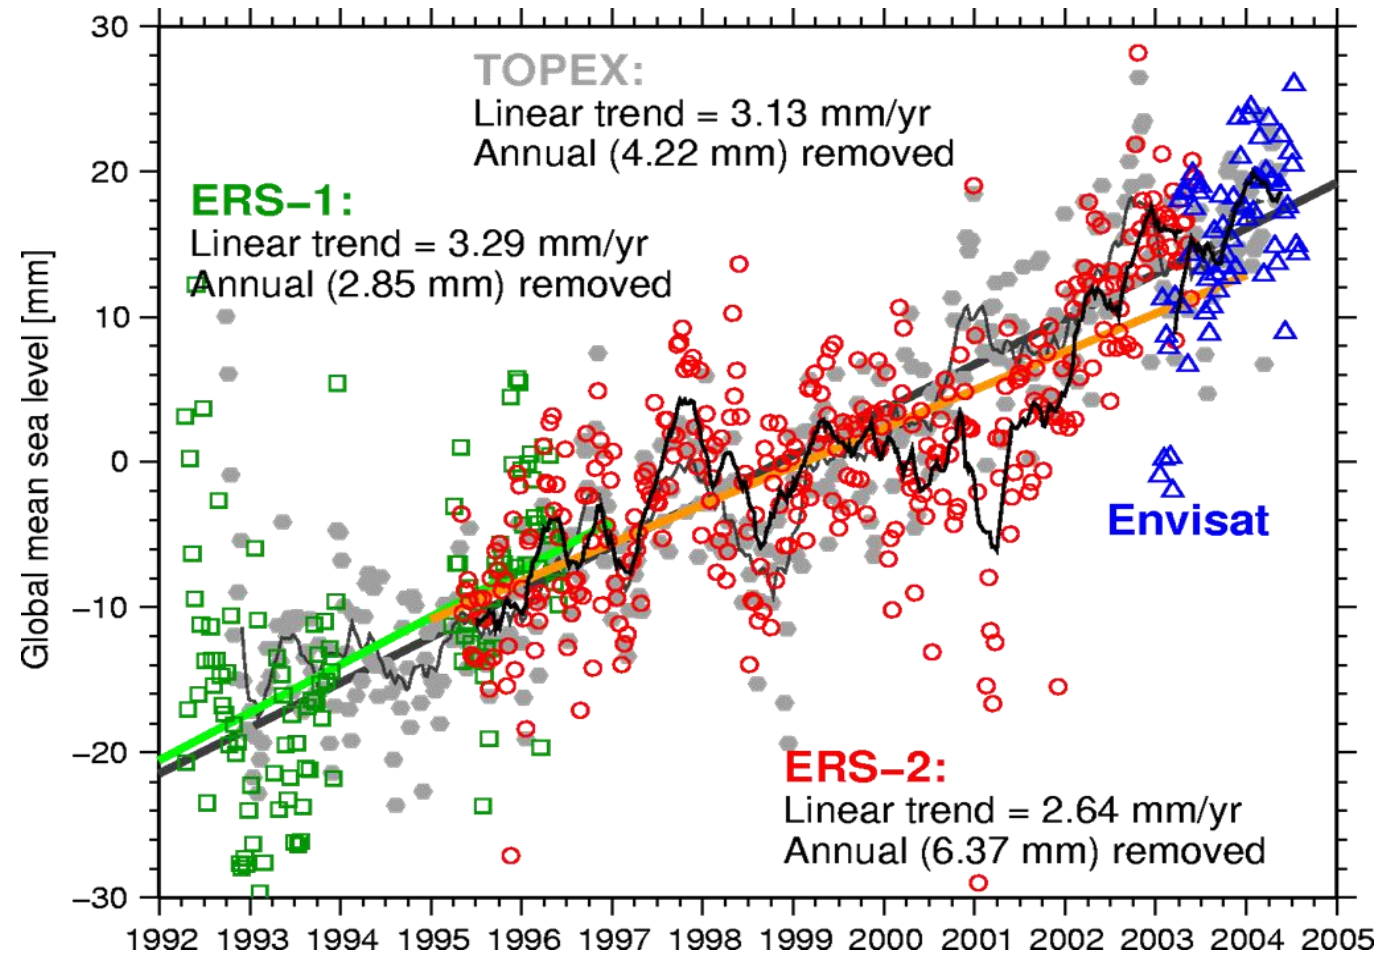 TOPEX:
Linear trend = 3.13 mm/yr
Annual (4.22 mm) removed
ERS−1:
Linear trend = 3.29 mm/yr
Annual (2.85 mm) removed
Envisat
ERS−2:
Linear trend = 2.64 mm/yr
Annual (6.37 mm) removed
Global mean sea level [mm]
30
20
10
0
−10
−20
−30
1992 1993 1994 1995 1996 1997 1998 1999 2000 2001 2002 2003 2004 2005